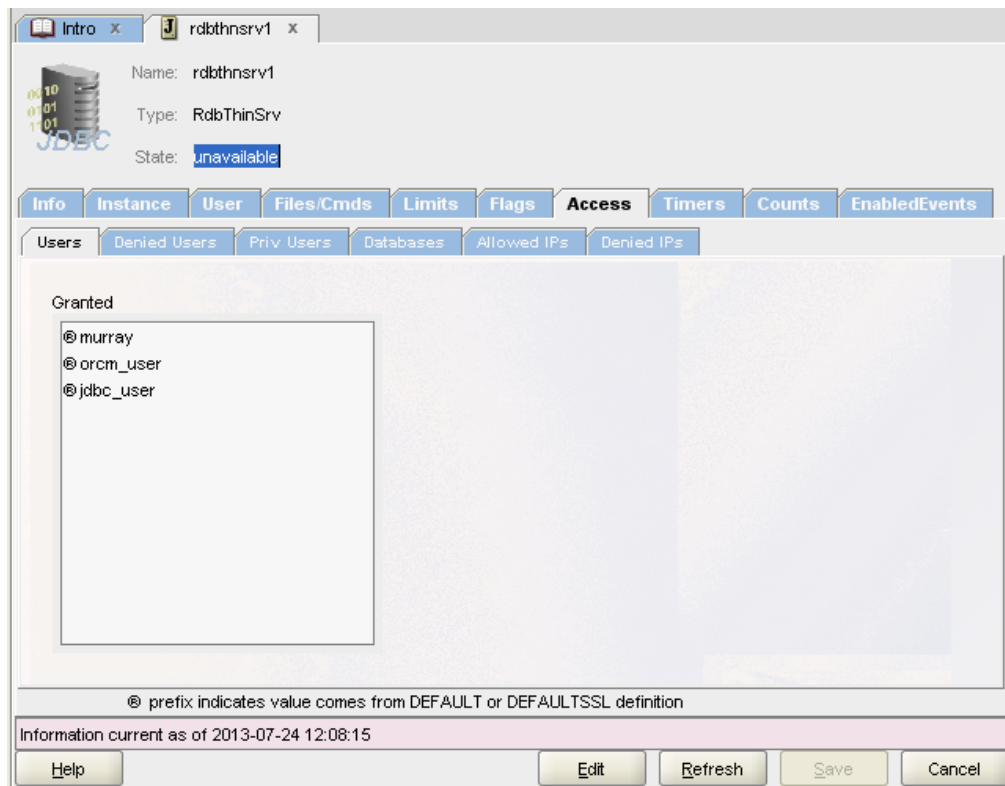 Intro x J rdbthnsrv1 x
Name: rdbthnsrv1
0010
0101
1101
JDBC
Type: RdbThinSrv
State: unavailable
Info Instance User Files/Cmds Limits Flags Access Timers Counts EnabledEvents
Users Denied Users Priv Users Databases Allowed IPs Denied IPs
Granted
® murray
® orcm_user
® jdbc_user
® prefix indicates value comes from DEFAULT or DEFAULTSSL definition
Information current as of 2013-07-24 12:08:15
Help Edit Refresh Save Cancel